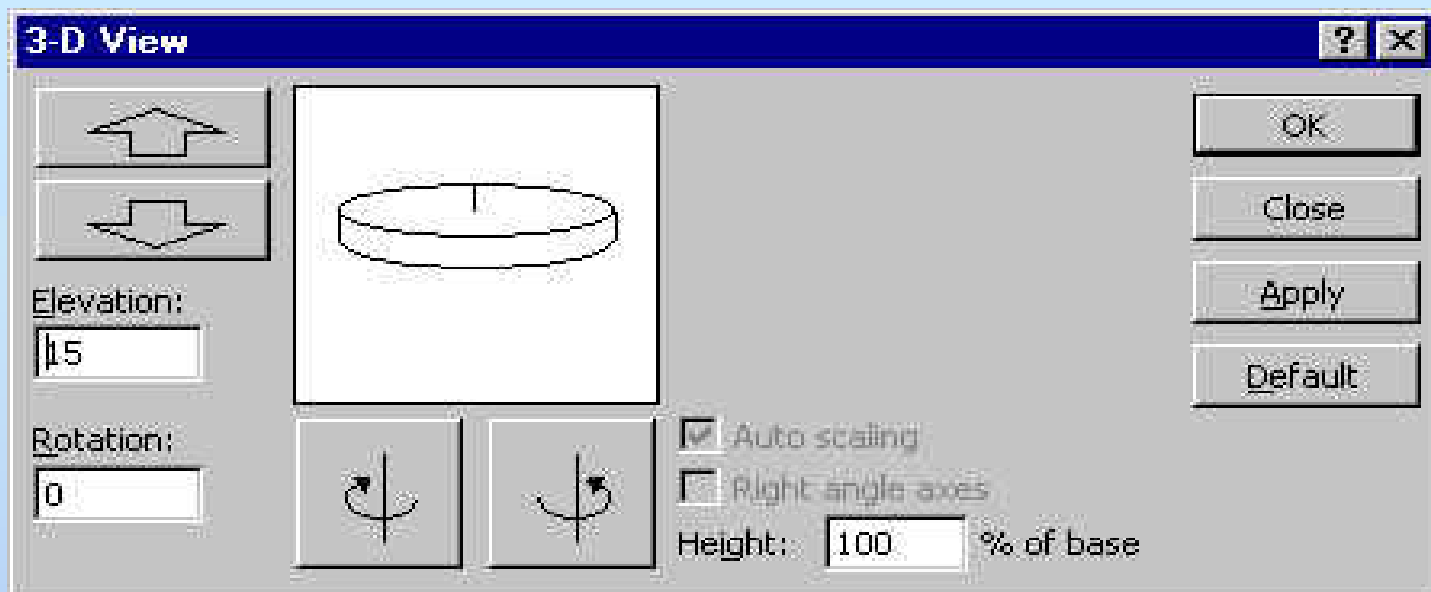 3-D View
? ×
OK
Close
Elevation:
15
Apply
Default
Rotation:
0
Auto scaling
Right angle axes
Height: 100 % of base